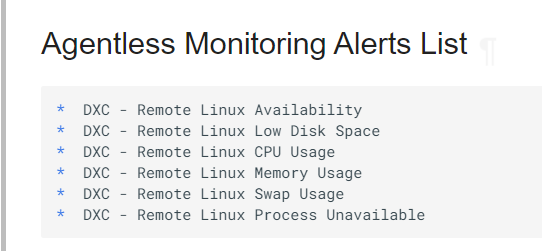 Agentless Monitoring Alerts List ¶
* DXC - Remote Linux Availability
* DXC - Remote Linux Low Disk Space
* DXC - Remote Linux CPU Usage
* DXC - Remote Linux Memory Usage
* DXC - Remote Linux Swap Usage
* DXC - Remote Linux Process Unavailable